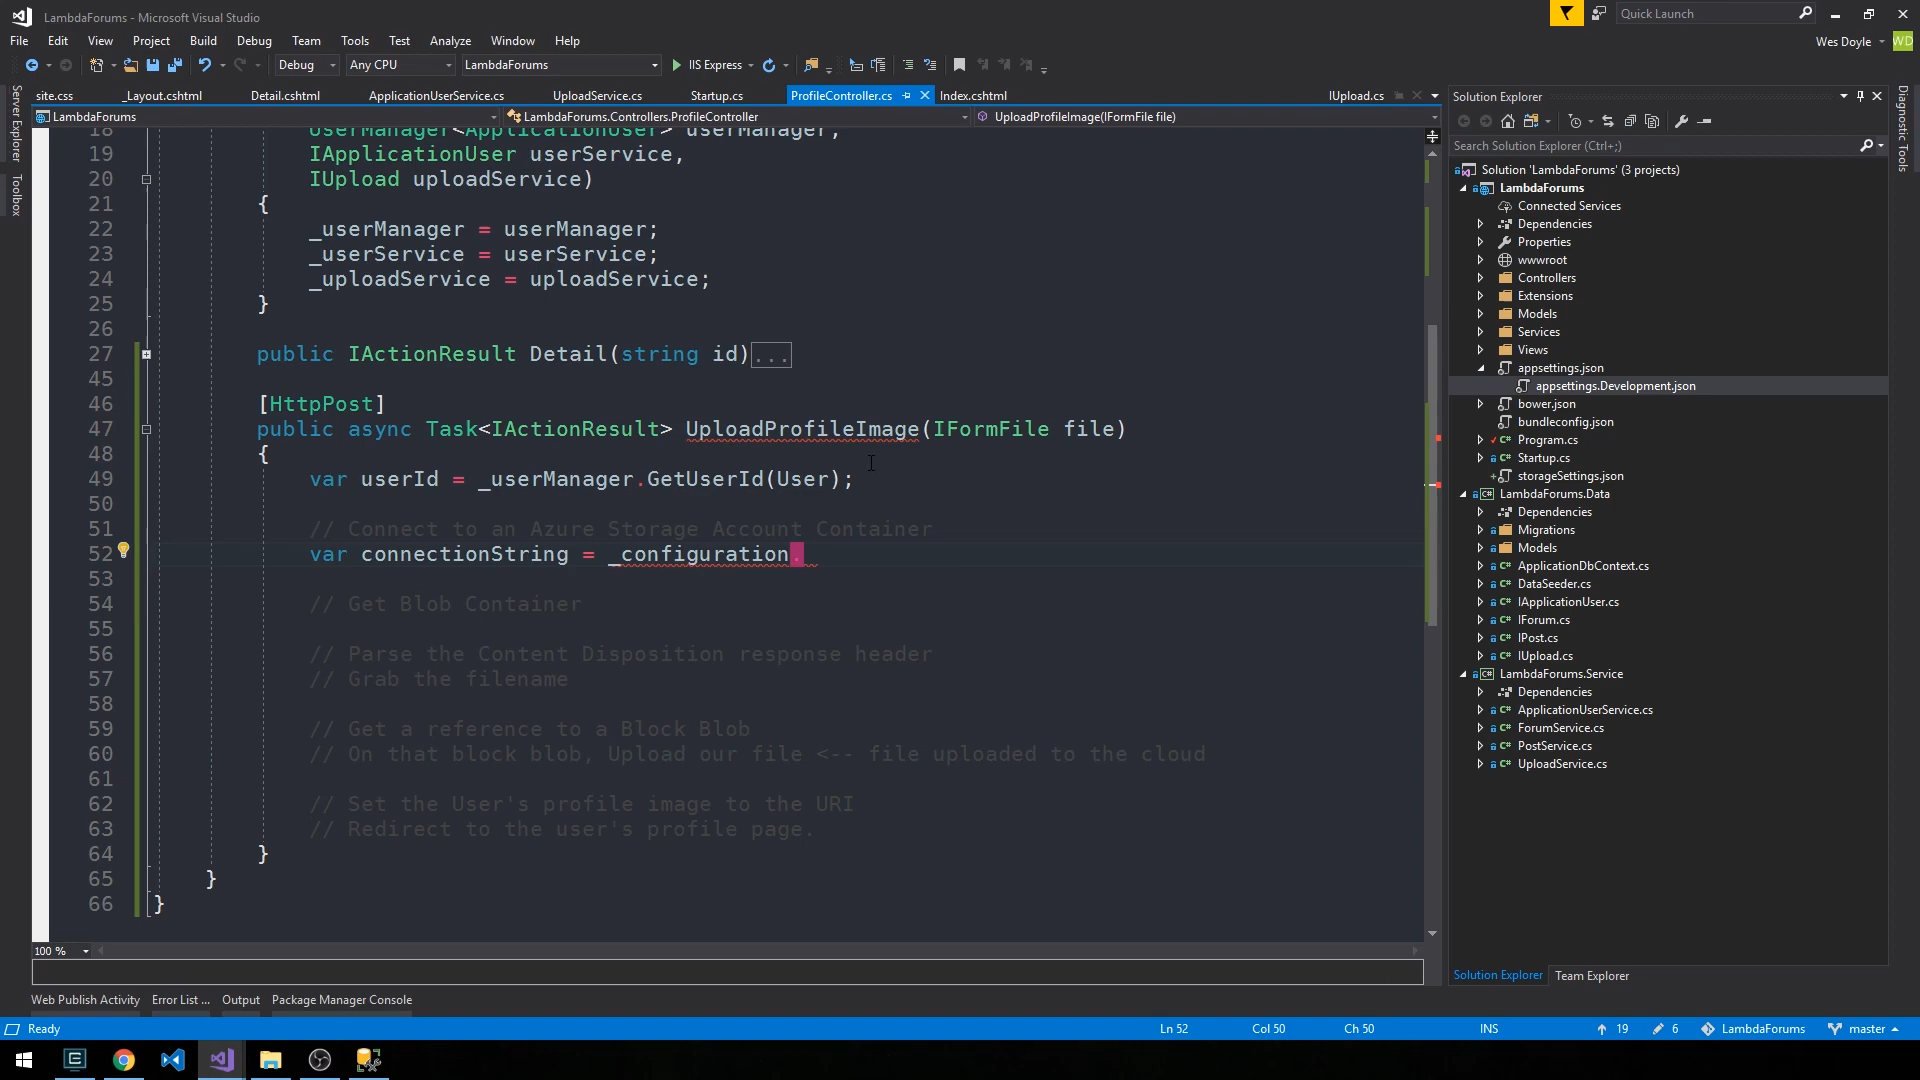 LambdaForums - Microsoft Visual Studio
Quick Launch
File Edit View Project Build Debug Team Tools Test Analyze Window Help
Wes Doyle WD
Debug Any CPU LambdaForums IIS Express
site.css _Layout.cshtml Detail.cshtml ApplicationUserService.cs UploadService.cs Startup.cs ProfileController.cs Index.cshtml IUpload.cs
LambdaForums LambdaForums.Controllers.ProfileController UploadProfileImage(IFormFile file)
Server Explorer
Toolbox
18 UserManager<ApplicationUser> userManager,
19 IApplicationUser userService,
20 IUpload uploadService)
21 {
22 _userManager = userManager;
23 _userService = userService;
24 _uploadService = uploadService;
25 }
26
27 public IActionResult Detail(string id)...
45
46 [HttpPost]
47 public async Task<IActionResult> UploadProfileImage(IFormFile file)
48 {
49 var userId = _userManager.GetUserId(User);
50
51 // Connect to an Azure Storage Account Container
52 var connectionString = _configuration.
53
54 // Get Blob Container
55
56 // Parse the Content Disposition response header
57 // Grab the filename
58
59 // Get a reference to a Block Blob
60 // On that block blob, Upload our file <-- file uploaded to the cloud
61
62 // Set the User's profile image to the URI
63 // Redirect to the user's profile page.
64 }
65 }
66 }
100 %
Solution Explorer
Search Solution Explorer (Ctrl+;)
Solution 'LambdaForums' (3 projects)
LambdaForums
Connected Services
Dependencies
Properties
wwwroot
Controllers
Extensions
Models
Services
Views
appsettings.json
appsettings.Development.json
bower.json
bundleconfig.json
C# Program.cs
C# Startup.cs
storageSettings.json
LambdaForums.Data
Dependencies
Migrations
Models
C# ApplicationDbContext.cs
C# DataSeeder.cs
C# IApplicationUser.cs
C# IForum.cs
C# IPost.cs
C# IUpload.cs
LambdaForums.Service
Dependencies
C# ApplicationUserService.cs
C# ForumService.cs
C# PostService.cs
C# UploadService.cs
Solution Explorer Team Explorer
Diagnostic Tools
Web Publish Activity Error List ... Output Package Manager Console
Ready Ln 52 Col 50 Ch 50 INS 19 6 LambdaForums master